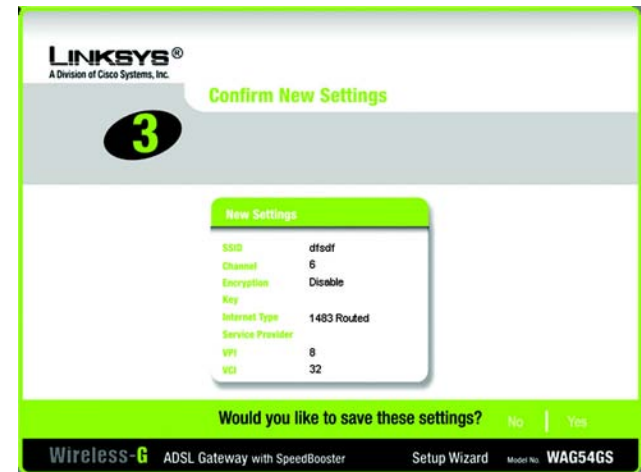 LINKSYS®
A Division of Cisco Systems, Inc.
Confirm New Settings
3
New Settings
SSID dfsdf
Channel 6
Encryption Disable
Key
Internet Type 1483 Routed
Service Provider
VPI 8
VCI 32
Would you like to save these settings? No | Yes
Wireless-G ADSL Gateway with SpeedBooster Setup Wizard Model No. WAG54GS